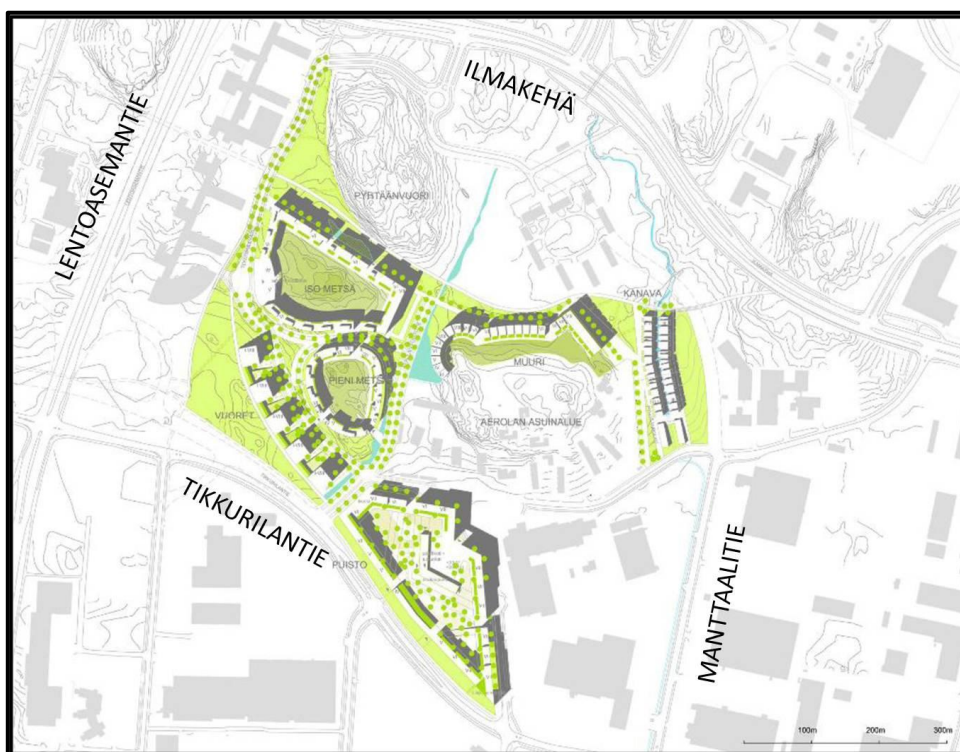 ILMAKEHÄ
LENTOASEMANTIE
PYRTÄÄNVUORI
ISO METSÄ
KANAVA
MUURI
PIENI METSÄ
VUORET
AEROLAN ASUINALUE
TIKKURILANTIE
PUISTO
MANTTAALITIE
100m 200m 300m